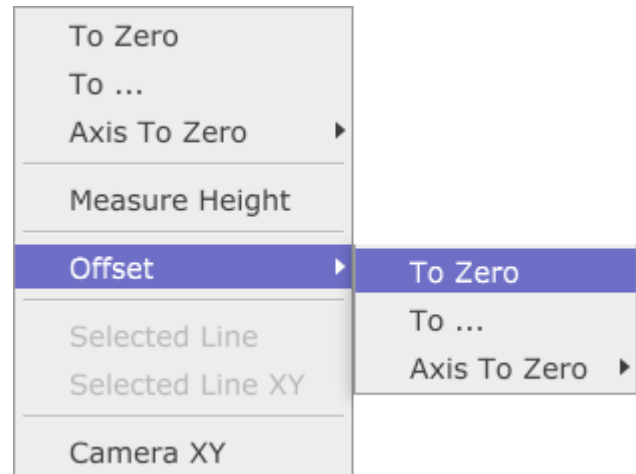 To Zero
To ...
Axis To Zero
Measure Height
Offset
To Zero
To ...
Axis To Zero
Selected Line
Selected Line XY
Camera XY